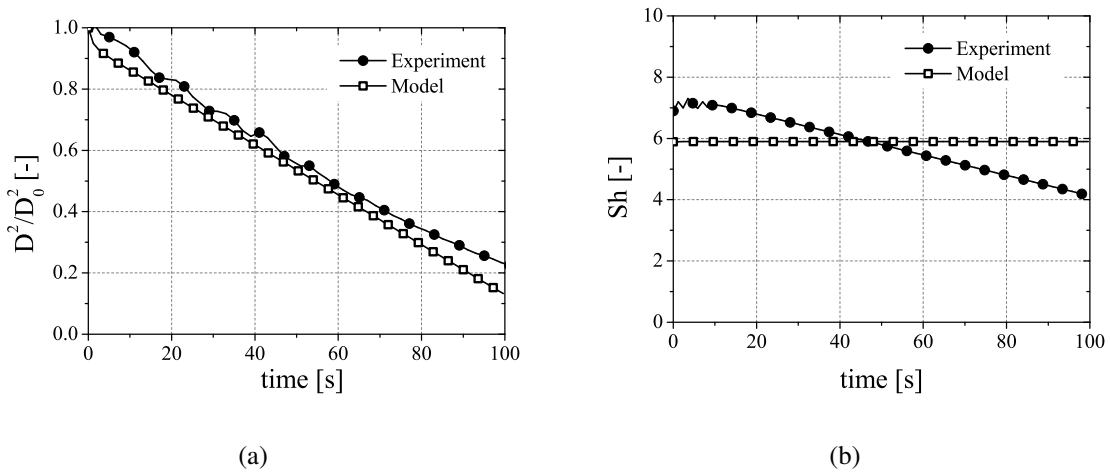 1.0
0.8
0.6
0.4
0.2
0.0
D²/D₀² [-]
0 20 40 60 80 100
time [s]
Experiment
Model
(a)
10
8
6
4
2
0
Sh [-]
0 20 40 60 80 100
time [s]
Experiment
Model
(b)